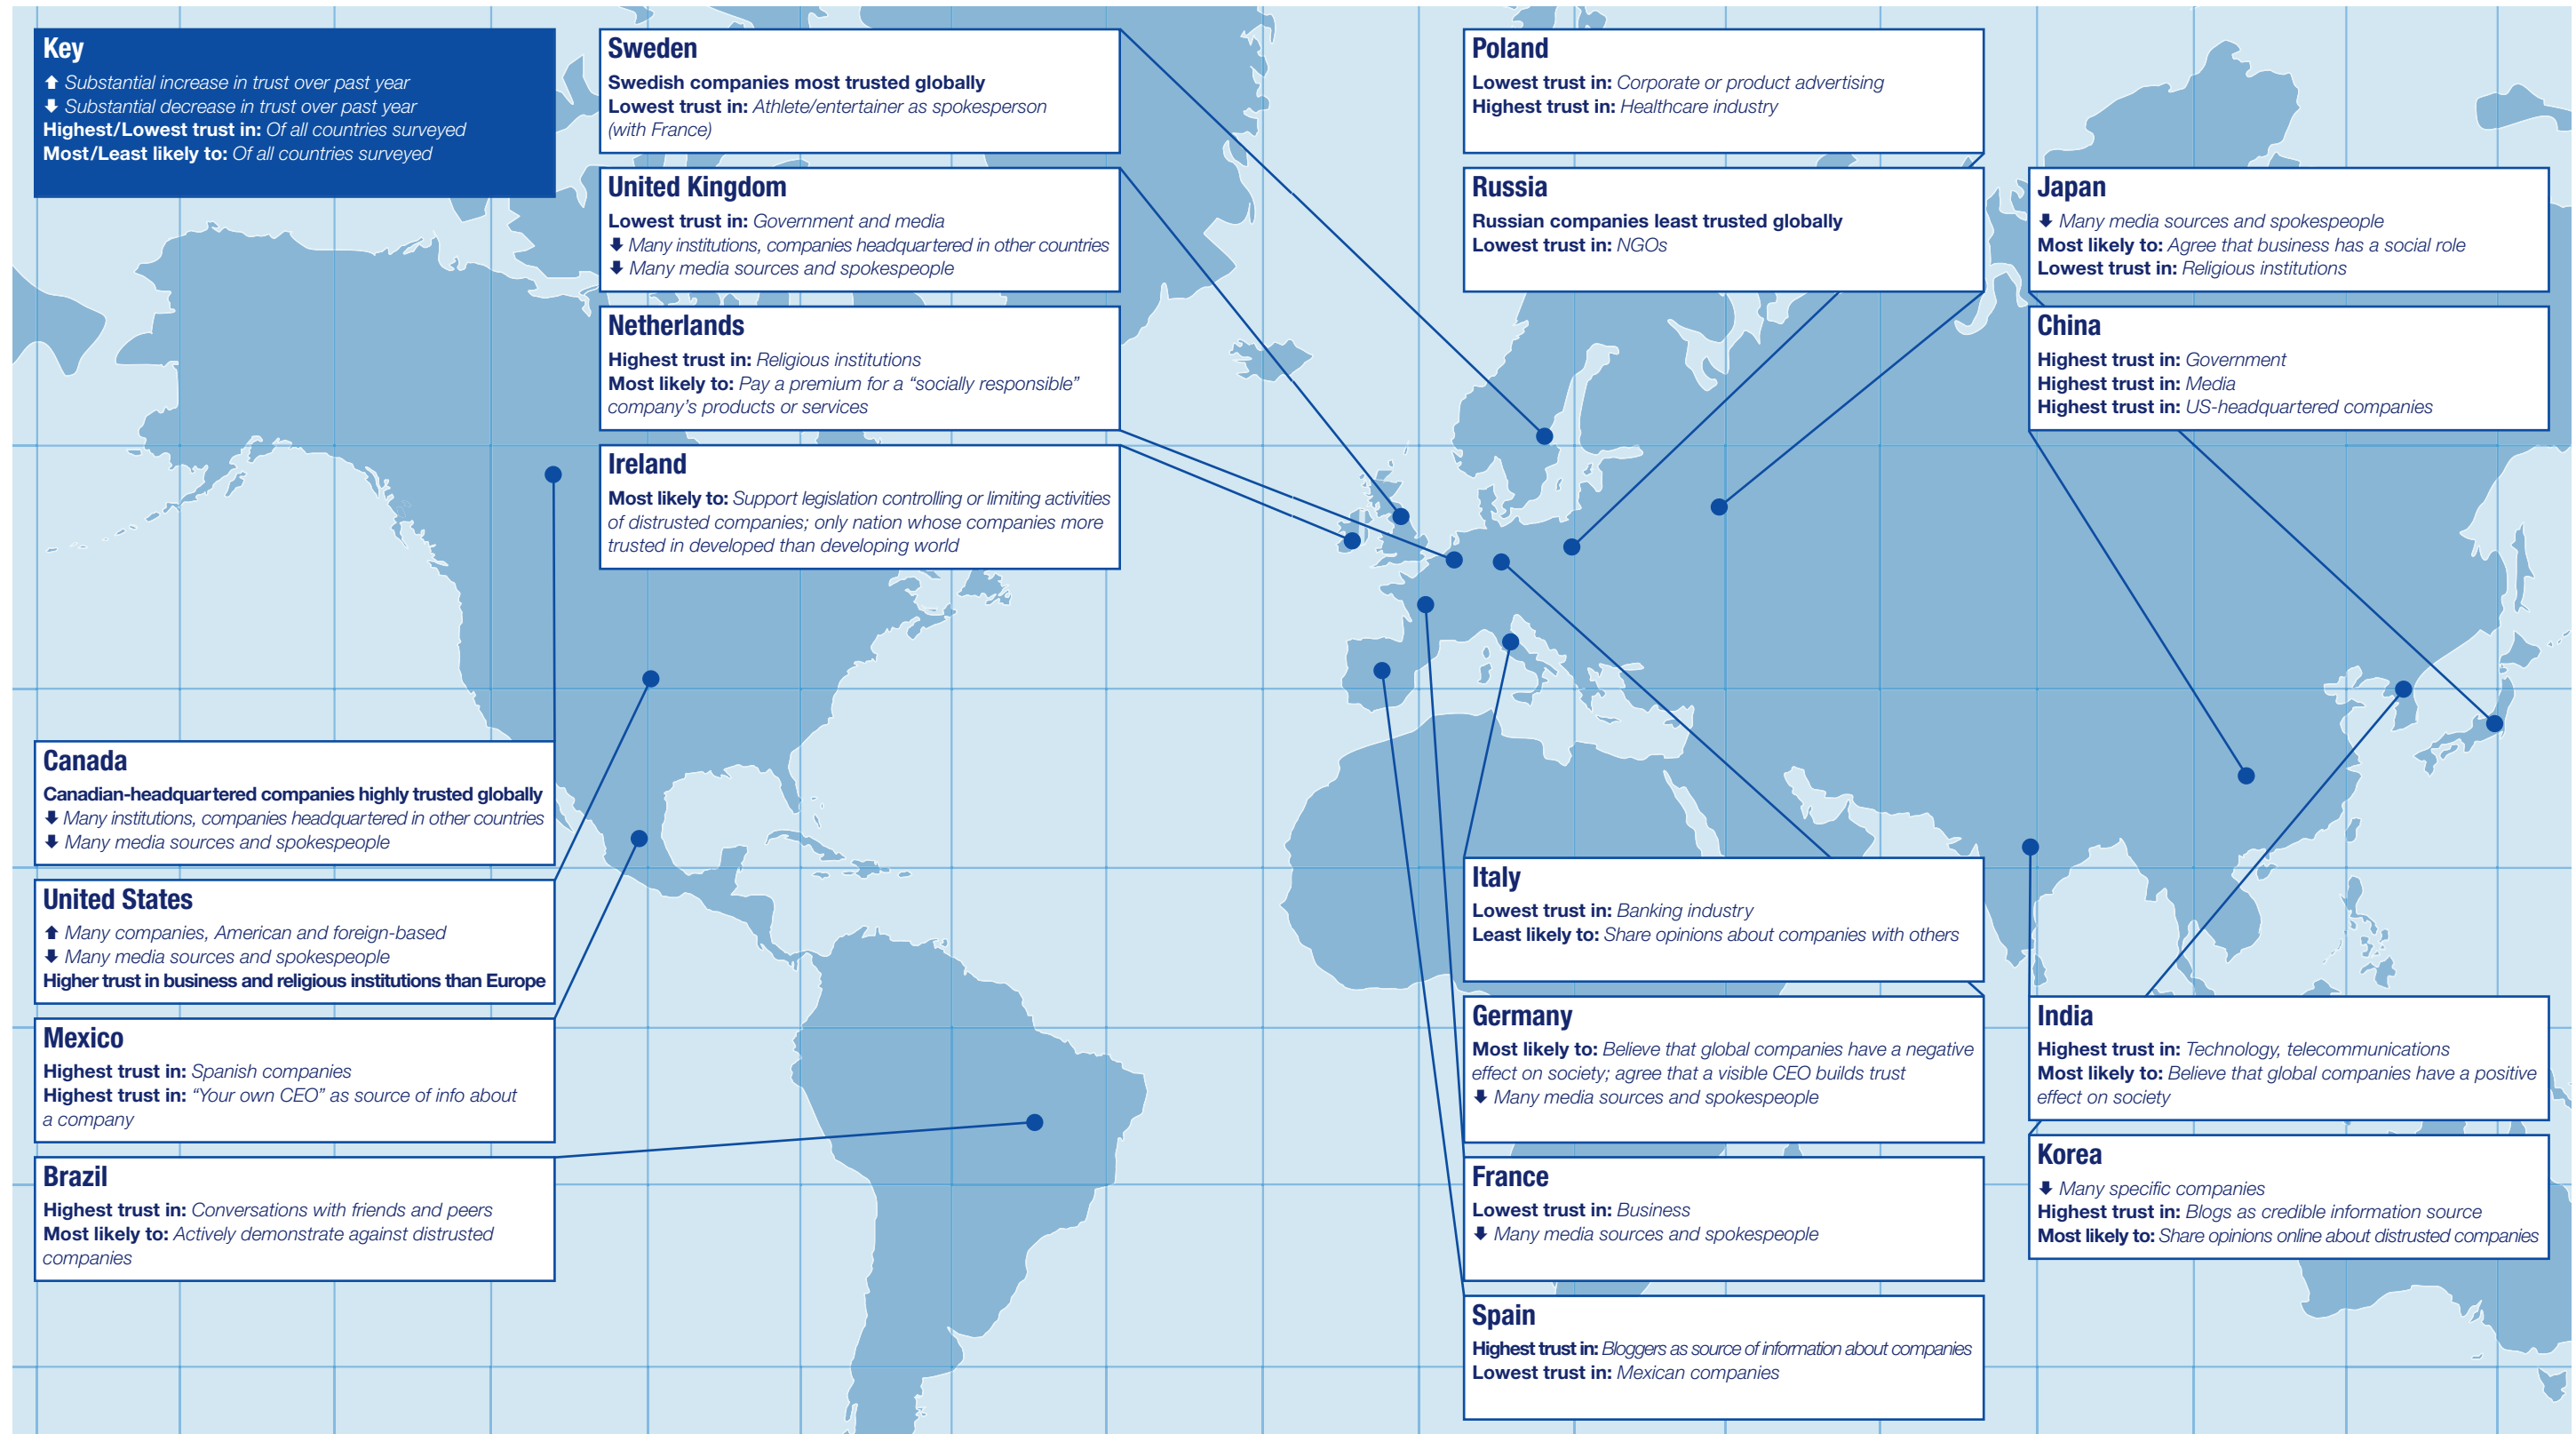 Key
⬆ Substantial increase in trust over past year
⬇ Substantial decrease in trust over past year
Highest/Lowest trust in: Of all countries surveyed
Most/Least likely to: Of all countries surveyed
Sweden
Swedish companies most trusted globally
Lowest trust in: Athlete/entertainer as spokesperson
(with France)
United Kingdom
Lowest trust in: Government and media
⬇ Many institutions, companies headquartered in other countries
⬇ Many media sources and spokespeople
Netherlands
Highest trust in: Religious institutions
Most likely to: Pay a premium for a “socially responsible”
company’s products or services
Ireland
Most likely to: Support legislation controlling or limiting activities
of distrusted companies; only nation whose companies more
trusted in developed than developing world
Poland
Lowest trust in: Corporate or product advertising
Highest trust in: Healthcare industry
Russia
Russian companies least trusted globally
Lowest trust in: NGOs
Japan
⬇ Many media sources and spokespeople
Most likely to: Agree that business has a social role
Lowest trust in: Religious institutions
China
Highest trust in: Government
Highest trust in: Media
Highest trust in: US-headquartered companies
Canada
Canadian-headquartered companies highly trusted globally
⬇ Many institutions, companies headquartered in other countries
⬇ Many media sources and spokespeople
United States
⬆ Many companies, American and foreign-based
⬇ Many media sources and spokespeople
Higher trust in business and religious institutions than Europe
Mexico
Highest trust in: Spanish companies
Highest trust in: “Your own CEO” as source of info about
a company
Brazil
Highest trust in: Conversations with friends and peers
Most likely to: Actively demonstrate against distrusted
companies
Italy
Lowest trust in: Banking industry
Least likely to: Share opinions about companies with others
Germany
Most likely to: Believe that global companies have a negative
effect on society; agree that a visible CEO builds trust
⬇ Many media sources and spokespeople
France
Lowest trust in: Business
⬇ Many media sources and spokespeople
Spain
Highest trust in: Bloggers as source of information about companies
Lowest trust in: Mexican companies
India
Highest trust in: Technology, telecommunications
Most likely to: Believe that global companies have a positive
effect on society
Korea
⬇ Many specific companies
Highest trust in: Blogs as credible information source
Most likely to: Share opinions online about distrusted companies